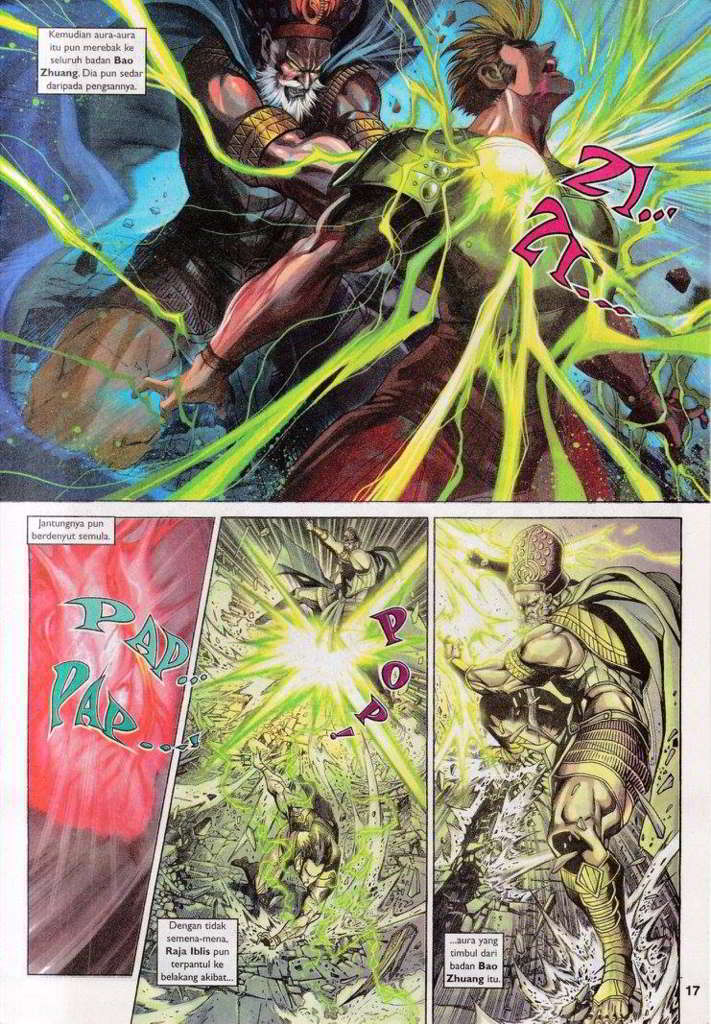 Kemudian aura-aura
itu pun merebak ke
seluruh badan Bao
Zhuang. Dia pun sedar
daripada pengsannya.
ZI...
ZI...
Jantungnya pun
berdenyut semula.
PAP
PAP...
PAP
PAP...!
POP!
Dengan tidak
semena-mena,
Raja Iblis pun
terpantul ke
belakang akibat...
...aura yang
timbul dari
badan Bao
Zhuang itu.
17